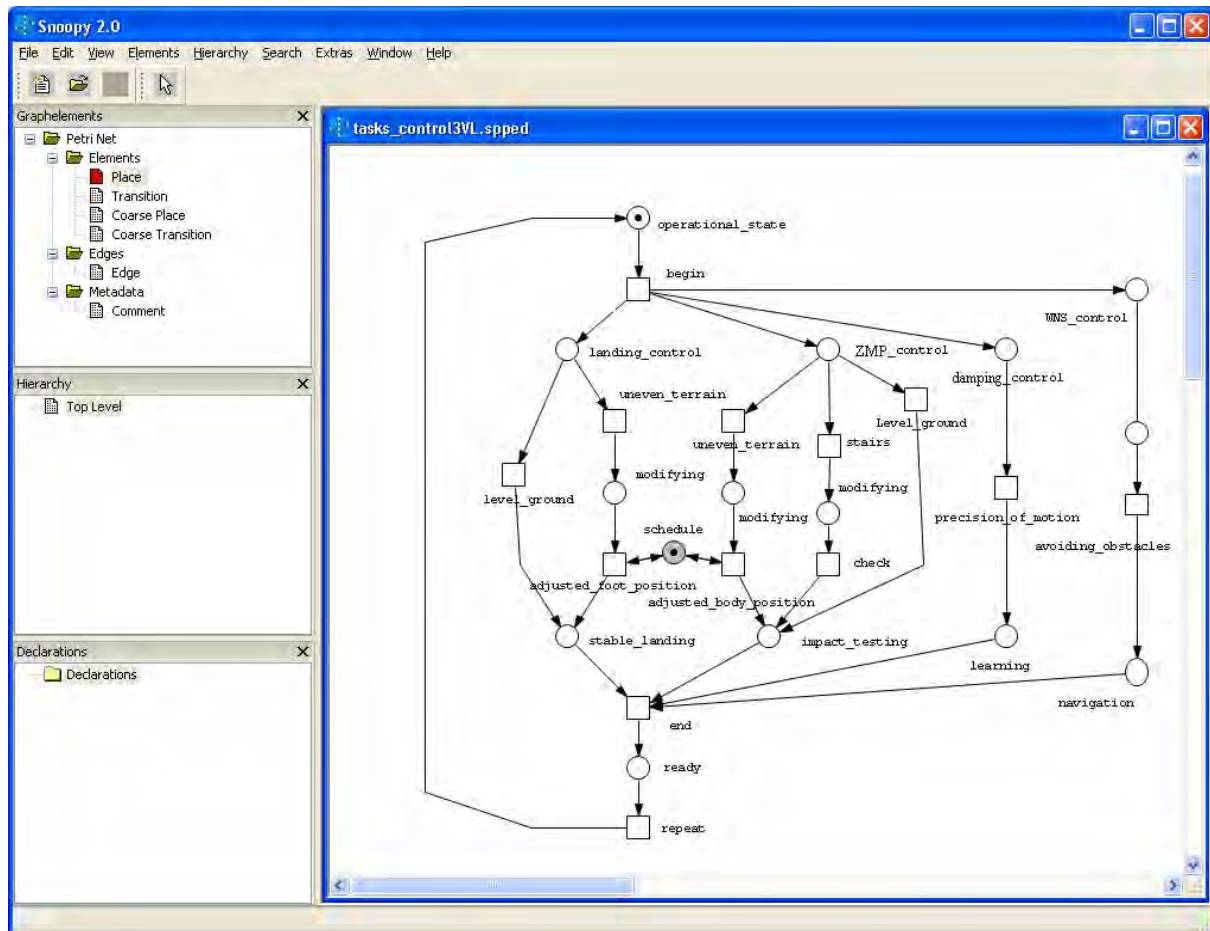 Snoopy 2.0
File Edit View Elements Hierarchy Search Extras Window Help
Graphelements
Petri Net
Elements
Place
Transition
Coarse Place
Coarse Transition
Edges
Edge
Metadata
Comment
Hierarchy
Top Level
Declarations
Declarations
tasks_control3VL.spped
operational_state
begin
WNS_control
landing_control
ZMP_control
damping_control
uneven_terrain
Level_ground
uneven_terrain
stairs
modifying
modifying
level_ground
modifying
precision_of_motion
schedule
avoiding_obstacles
check
adjusted_foot_position
adjusted_body_position
stable_landing
impact_testing
learning
navigation
end
ready
repeat